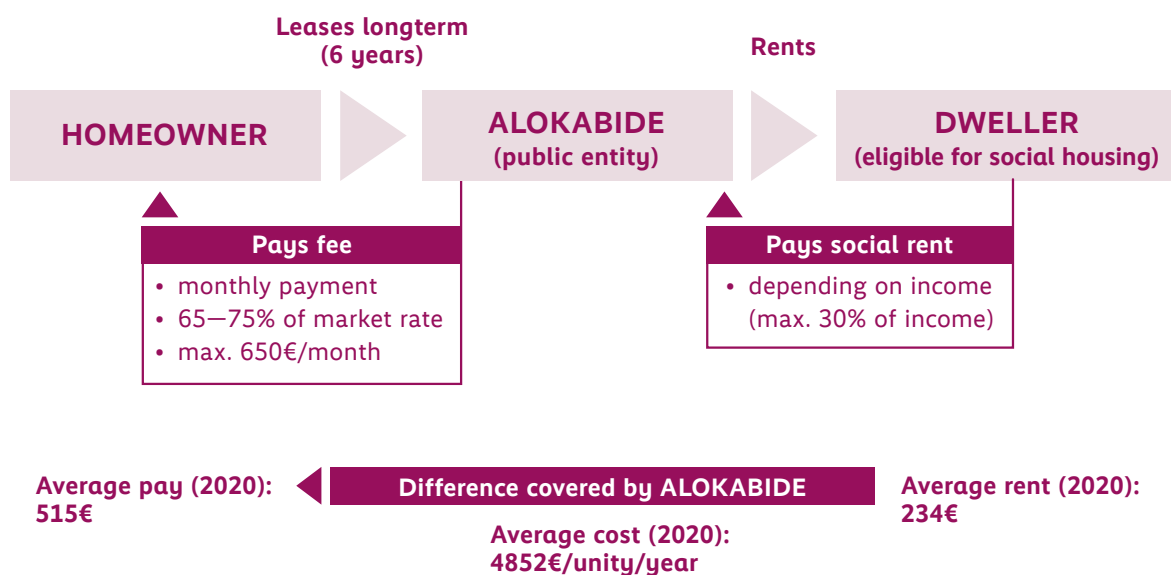 Leases longterm
(6 years)
Rents
HOMEOWNER
ALOKABIDE
(public entity)
DWELLER
(eligible for social housing)
Pays fee
• monthly payment
• 65—75% of market rate
• max. 650€/month
Pays social rent
• depending on income
(max. 30% of income)
Average pay (2020):
515€
Difference covered by ALOKABIDE
Average cost (2020):
4852€/unity/year
Average rent (2020):
234€